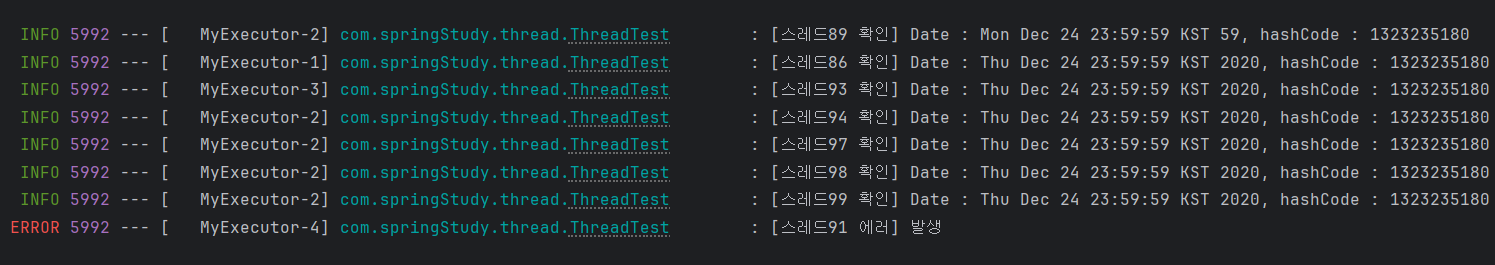 INFO 5992 --- [   MyExecutor-2] com.springStudy.thread.ThreadTest        : [스레드89 확인] Date : Mon Dec 24 23:59:59 KST 59, hashCode : 1323235180
INFO 5992 --- [   MyExecutor-1] com.springStudy.thread.ThreadTest        : [스레드86 확인] Date : Thu Dec 24 23:59:59 KST 2020, hashCode : 1323235180
INFO 5992 --- [   MyExecutor-3] com.springStudy.thread.ThreadTest        : [스레드93 확인] Date : Thu Dec 24 23:59:59 KST 2020, hashCode : 1323235180
INFO 5992 --- [   MyExecutor-2] com.springStudy.thread.ThreadTest        : [스레드94 확인] Date : Thu Dec 24 23:59:59 KST 2020, hashCode : 1323235180
INFO 5992 --- [   MyExecutor-2] com.springStudy.thread.ThreadTest        : [스레드97 확인] Date : Thu Dec 24 23:59:59 KST 2020, hashCode : 1323235180
INFO 5992 --- [   MyExecutor-2] com.springStudy.thread.ThreadTest        : [스레드98 확인] Date : Thu Dec 24 23:59:59 KST 2020, hashCode : 1323235180
INFO 5992 --- [   MyExecutor-2] com.springStudy.thread.ThreadTest        : [스레드99 확인] Date : Thu Dec 24 23:59:59 KST 2020, hashCode : 1323235180
ERROR 5992 --- [   MyExecutor-4] com.springStudy.thread.ThreadTest        : [스레드91 에러] 발생